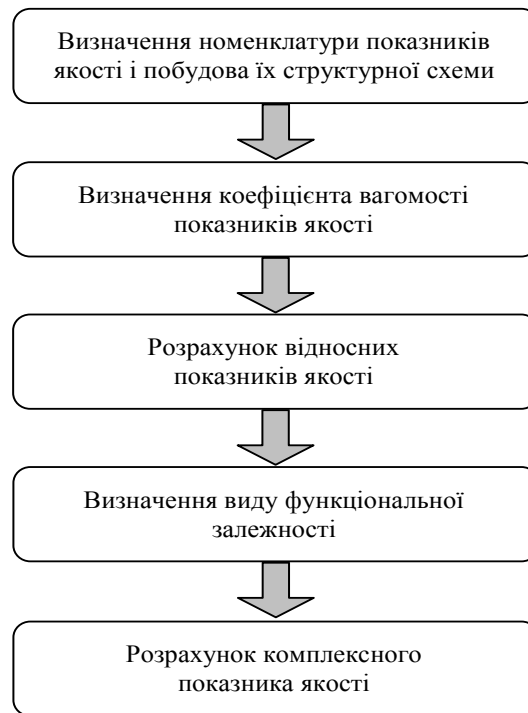 Визначення номенклатури показників
якості і побудова їх структурної схеми
Визначення коефіцієнта вагомості
показників якості
Розрахунок відносних
показників якості
Визначення виду функціональної
залежності
Розрахунок комплексного
показника якості